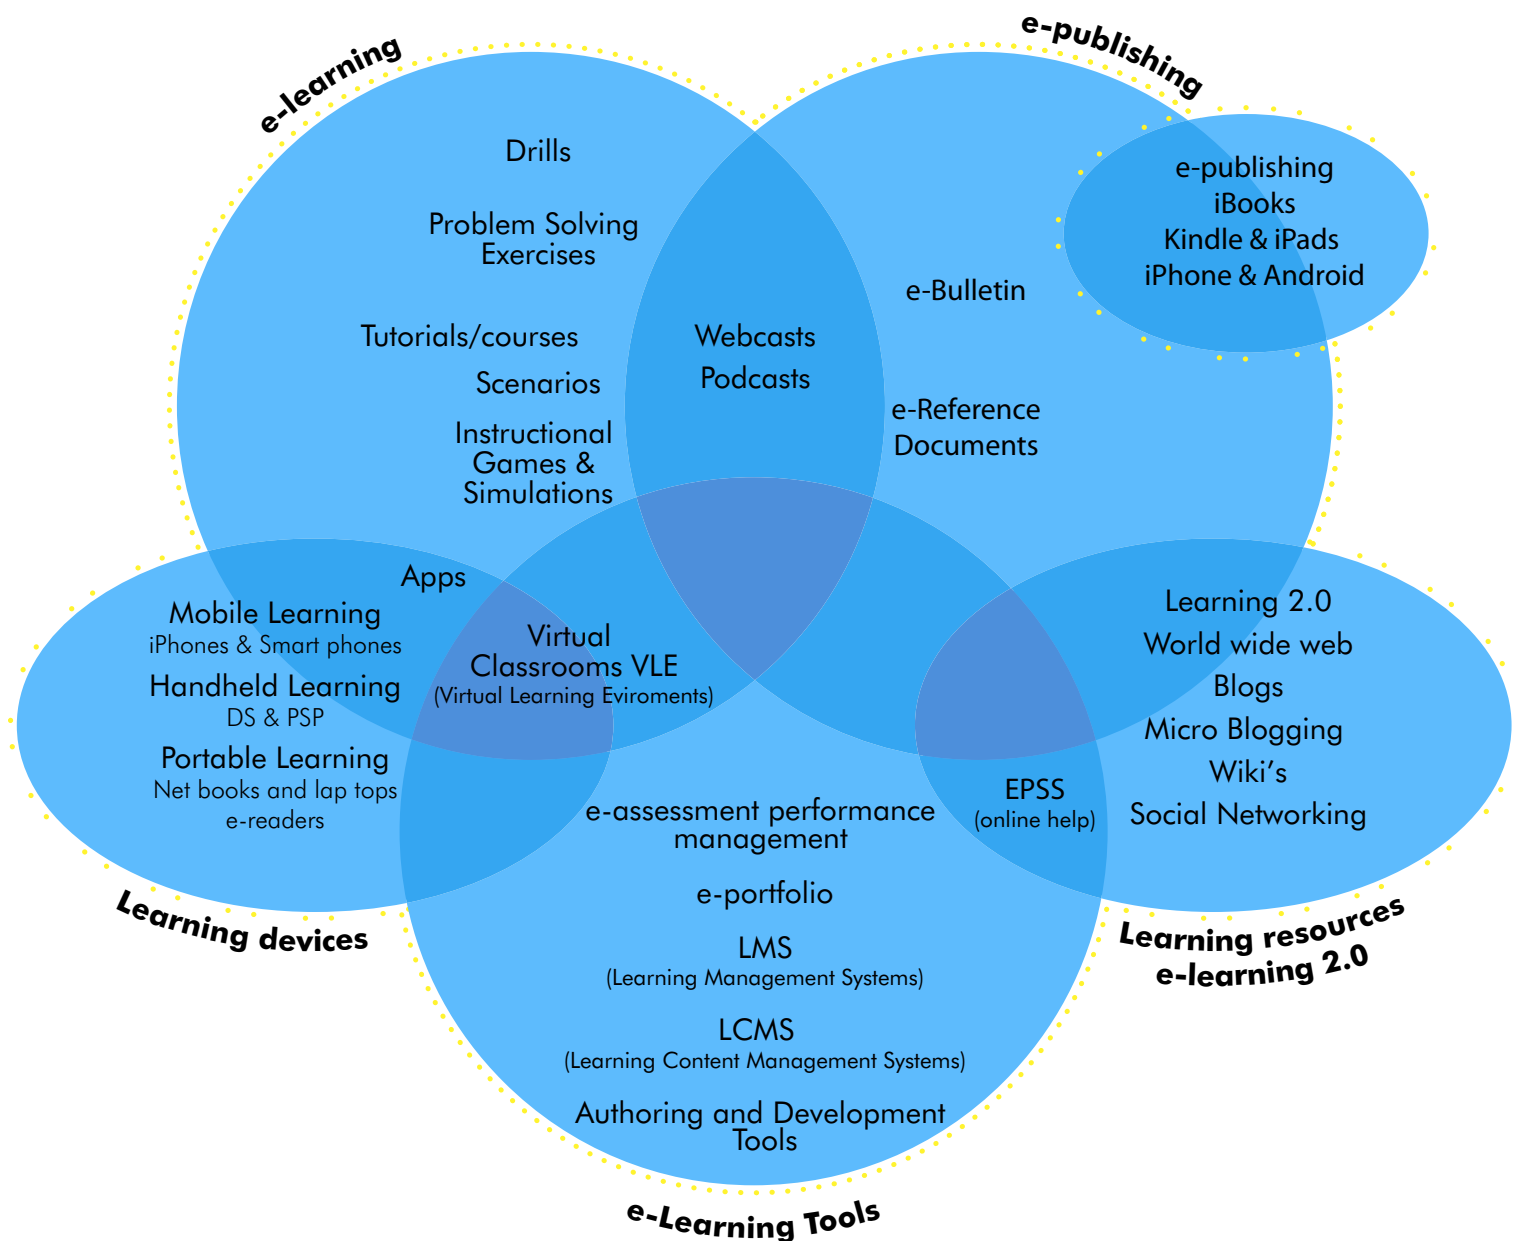 e-learning
e-publishing
Drills
Problem Solving
Exercises
Tutorials/courses
Scenarios
Instructional
Games &
Simulations
Webcasts
Podcasts
e-Bulletin
e-Reference
Documents
e-publishing
iBooks
Kindle & iPads
iPhone & Android
Apps
Mobile Learning
iPhones & Smart phones
Handheld Learning
DS & PSP
Portable Learning
Net books and lap tops
e-readers
Learning devices
Virtual
Classrooms VLE
(Virtual Learning Eviroments)
Learning 2.0
World wide web
Blogs
Micro Blogging
Wiki's
Social Networking
EPSS
(online help)
Learning resources
e-learning 2.0
e-assessment performance
management
e-portfolio
LMS
(Learning Management Systems)
LCMS
(Learning Content Management Systems)
Authoring and Development
Tools
e-Learning Tools